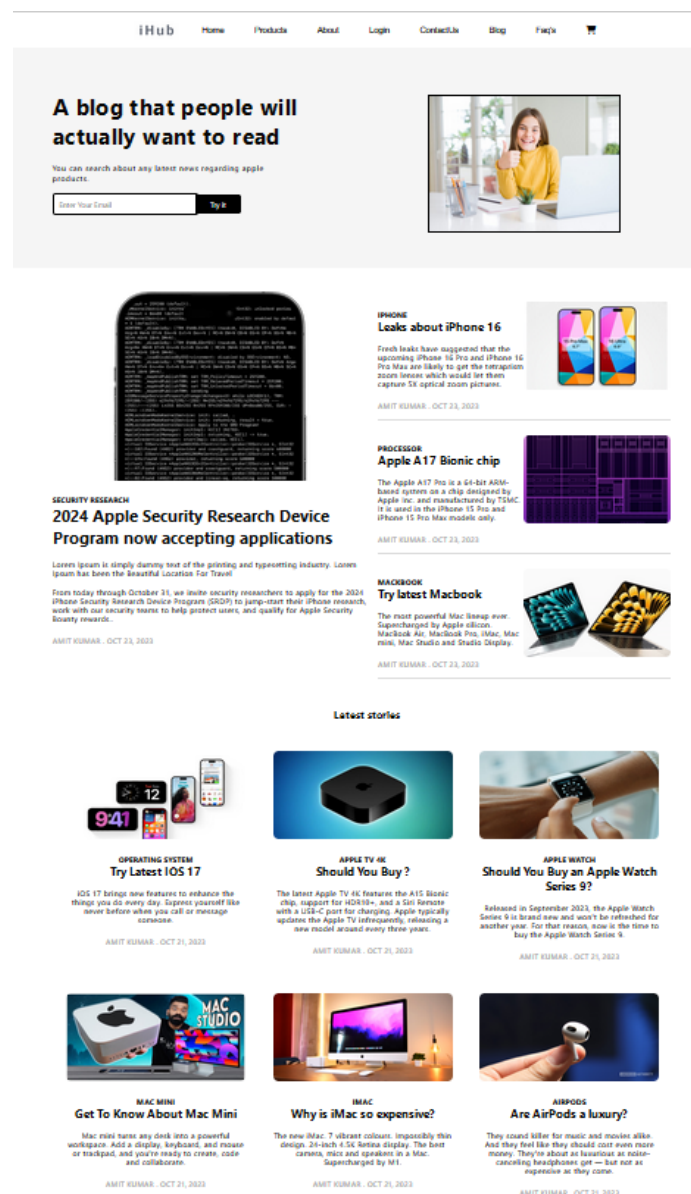 iHub Home Products About Login ContactUs Blog Faq's
A blog that people will
actually want to read
You can search about any latest news regarding apple
products.
Enter Your Email Try it
SECURITY RESEARCH
2024 Apple Security Research Device
Program now accepting applications
Lorem ipsum is simply dummy text of the printing and typesetting industry. Lorem
Ipsum has been the Beautiful Location For Travel
From today through October 31, we invite security researchers to apply for the 2024
iPhone Security Research Device Program (SRDP) to jump-start their iPhone research,
work with our security teams to help protect users, and qualify for Apple Security
Bounty rewards.
AMIT KUMAR . OCT 23, 2023
IPHONE
Leaks about iPhone 16
Fresh leaks have suggested that the
upcoming iPhone 16 Pro and iPhone 16
Pro Max are likely to get the tetraprism
zoom lenses which would let them
capture 5X optical zoom pictures.
AMIT KUMAR . OCT 23, 2023
PROCESSOR
Apple A17 Bionic chip
The Apple A17 Pro is a 64-bit ARM-
based system on a chip designed by
Apple Inc. and manufactured by TSMC.
It is used in the iPhone 15 Pro and
iPhone 15 Pro Max models only.
AMIT KUMAR . OCT 23, 2023
MACKBOOK
Try latest Macbook
The most powerful Mac lineup ever.
Supercharged by Apple silicon.
MacBook Air, MacBook Pro, iMac, Mac
mini, Mac Studio and Studio Display.
AMIT KUMAR . OCT 23, 2023
Latest stories
12
9:41
OPERATING SYSTEM
Try Latest IOS 17
iOS 17 brings new features to enhance the
things you do every day. Express yourself like
never before when you call or message
someone.
AMIT KUMAR . OCT 21, 2023
APPLE TV 4K
Should You Buy ?
The latest Apple TV 4K features the A15 Bionic
chip, support for HDR10+, and a Siri Remote
with a USB-C port for charging. Apple typically
updates the Apple TV infrequently, releasing a
new model around every three years.
AMIT KUMAR . OCT 21, 2023
APPLE WATCH
Should You Buy an Apple Watch
Series 9?
Released in September 2023, the Apple Watch
Series 9 is brand new and won't be refreshed for
another year. For that reason, now is the time to
buy the Apple Watch Series 9.
AMIT KUMAR . OCT 21, 2023
MAC
STUDIO
MAC MINI
Get To Know About Mac Mini
Mac mini turns any desk into a powerful
workspace. Add a display, keyboard, and mouse
or trackpad, and you're ready to create, code
and collaborate.
AMIT KUMAR . OCT 21, 2023
IMAC
Why is iMac so expensive?
The new iMac. 7 vibrant colours. Impossibly thin
design. 24-inch 4.5K Retina display. The best
camera, mics and speakers in a Mac.
Supercharged by M1.
AMIT KUMAR . OCT 21, 2023
AIRPODS
Are AirPods a luxury?
They sound killer for music and movies alike.
And they feel like they should cost even more
money. They're about as luxurious as noise-
canceling headphones get — but not as
expensive as they come.
AMIT KUMAR . OCT 21, 2023